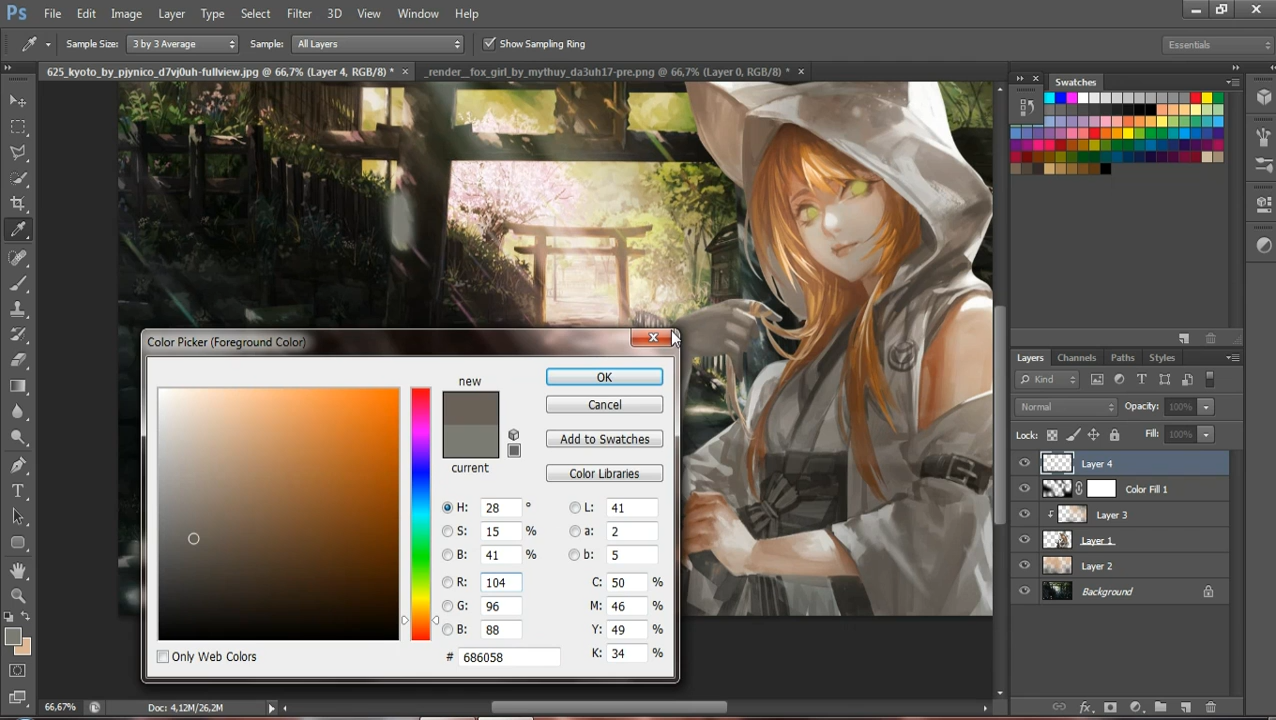 Ps File Edit Image Layer Type Select Filter 3D View Window Help
Sample Size: 3 by 3 Average Sample: All Layers Show Sampling Ring Essentials
625_kyoto_by_pjynico_d7vj0uh-fullview.jpg @ 66,7% (Layer 4, RGB/8) * × _render__fox_girl_by_mythuy_da3uh17-pre.png @ 66,7% (Layer 0, RGB/8) * ×
Swatches
Color Picker (Foreground Color)
new
current
OK
Cancel
Add to Swatches
Color Libraries
H: 28 °
S: 15 %
B: 41 %
R: 104
G: 96
B: 88
L: 41
a: 2
b: 5
C: 50 %
M: 46 %
Y: 49 %
K: 34 %
Only Web Colors
# 686058
Layers Channels Paths Styles
Kind
Normal Opacity: 100%
Lock: Fill: 100%
Layer 4
Color Fill 1
Layer 3
Layer 1
Layer 2
Background
66,67% Doc: 4,12M/26,2M
fx